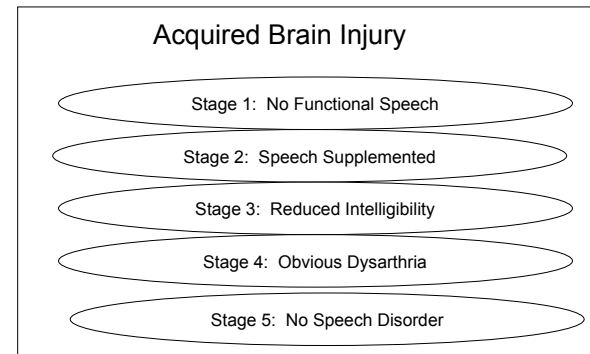 Acquired Brain Injury
Stage 1:  No Functional Speech
Stage 2:  Speech Supplemented
Stage 3:  Reduced Intelligibility
Stage 4:  Obvious Dysarthria
Stage 5:  No Speech Disorder